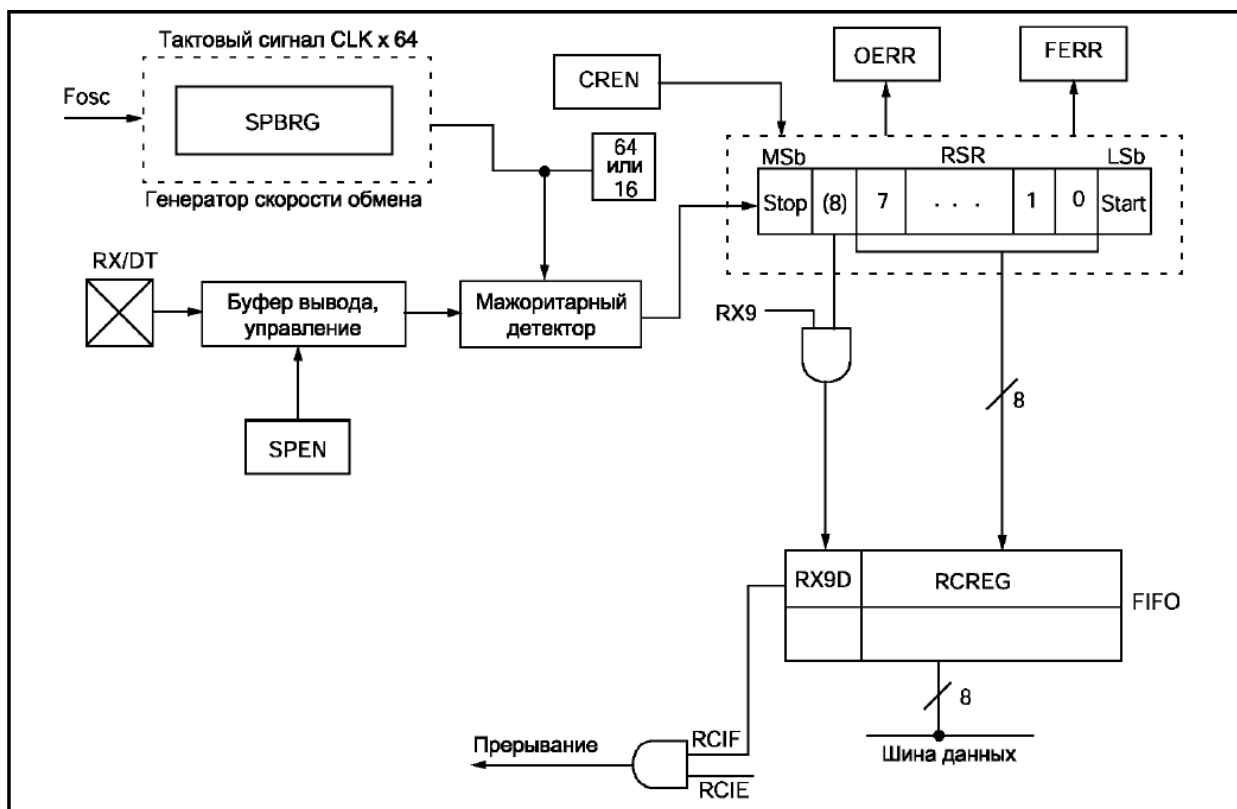 Тактовый сигнал CLK x 64
Fosc
SPBRG
Генератор скорости обмена
CREN
OERR
FERR
64
или
16
MSb
RSR
LSb
Stop
(8)
7
. . .
1
0
Start
RX/DT
Буфер вывода,
управление
Мажоритарный
детектор
SPEN
RX9
8
RX9D
RCREG
FIFO
8
Шина данных
Прерывание
RCIF
RCIE